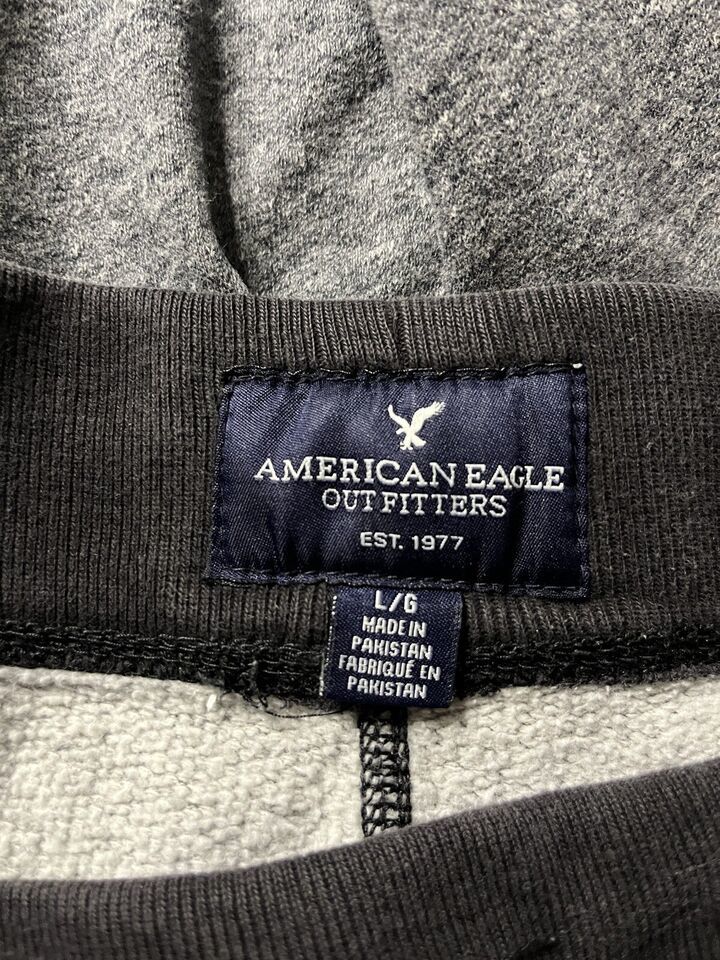 AMERICAN EAGLE
OUTFITTERS
EST. 1977
L/G
MADE IN
PAKISTAN
FABRIQUÉ EN
PAKISTAN